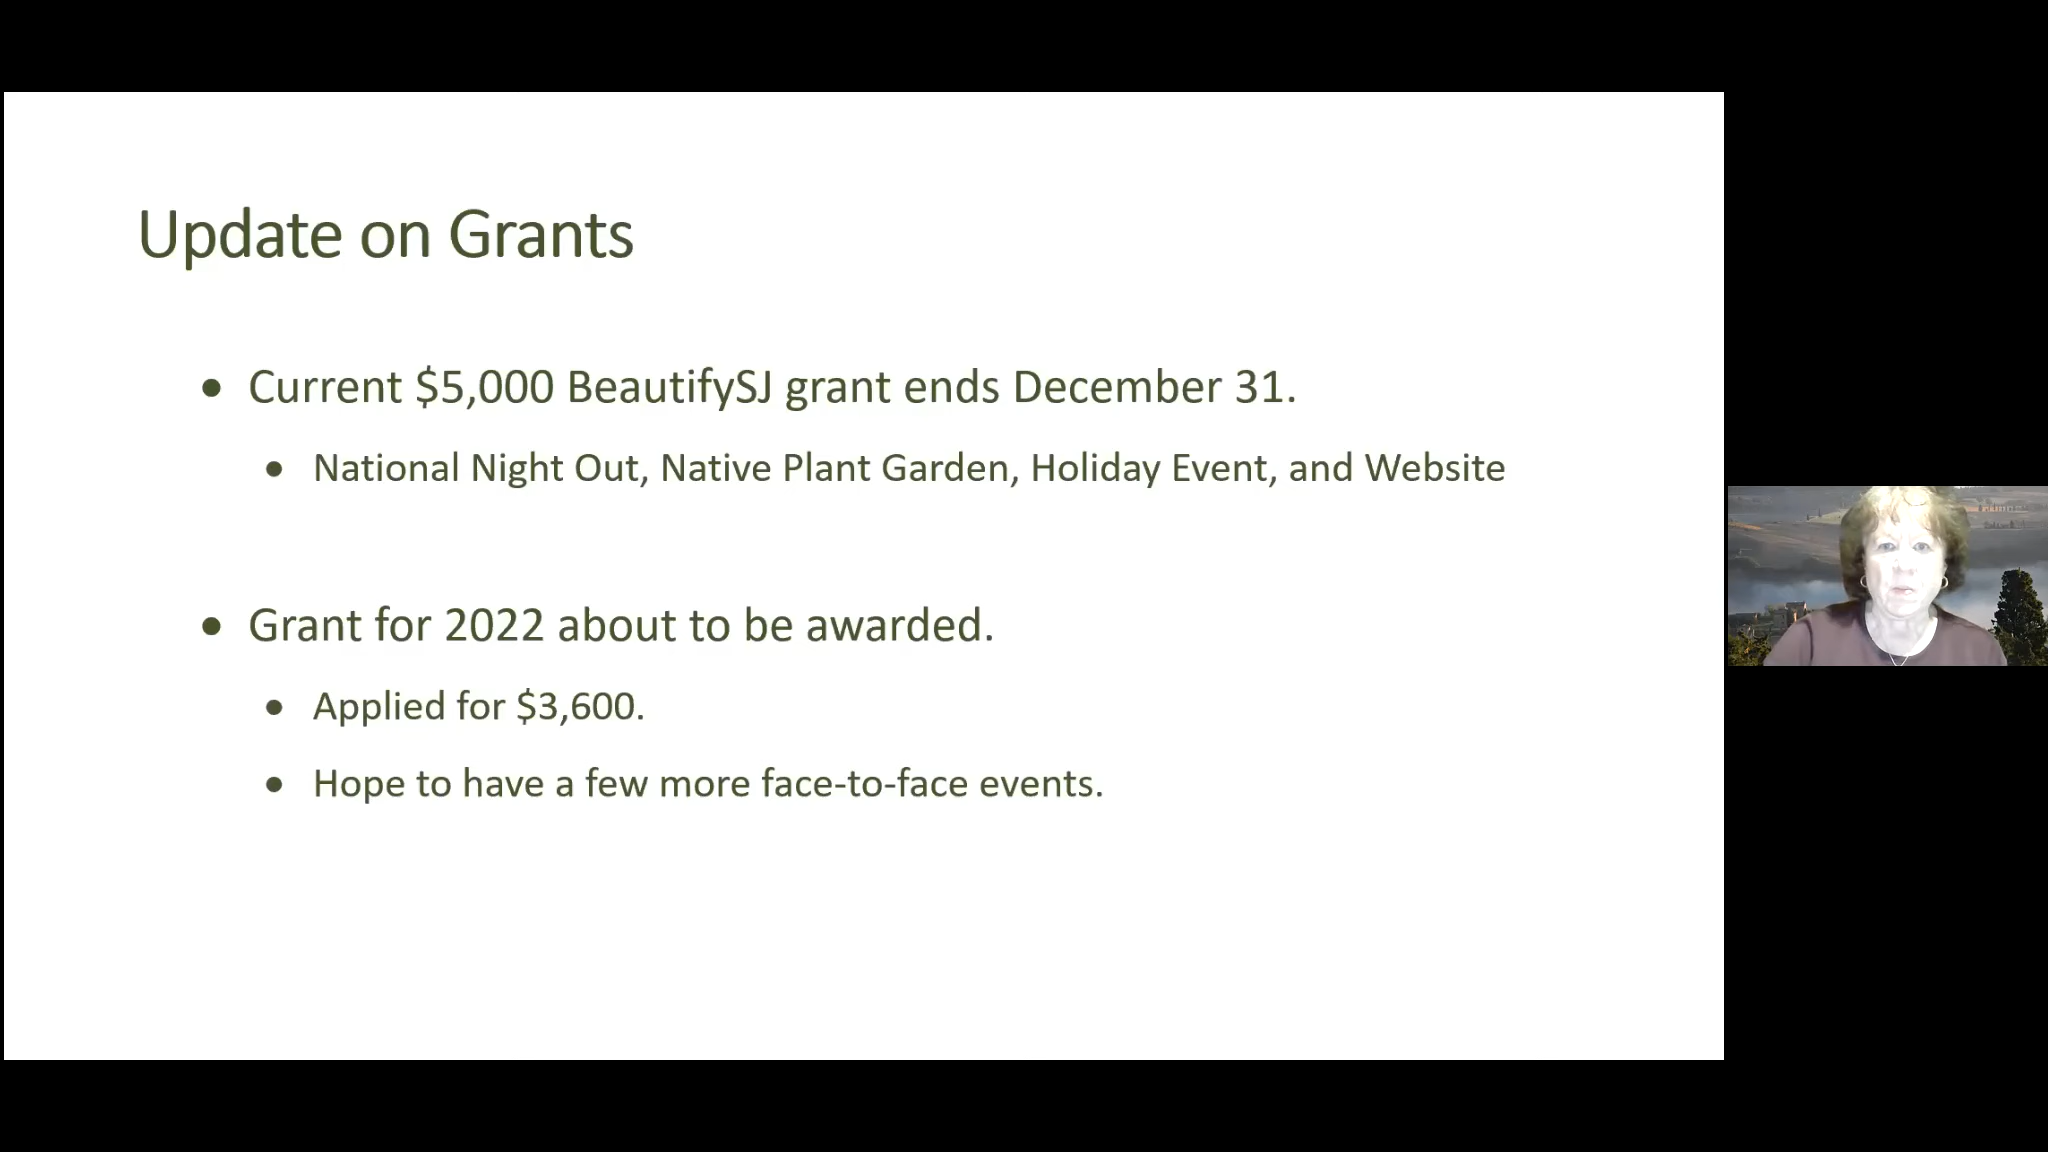 Update on Grants
• Current $5,000 BeautifySJ grant ends December 31.
• National Night Out, Native Plant Garden, Holiday Event, and Website
• Grant for 2022 about to be awarded.
• Applied for $3,600.
• Hope to have a few more face-to-face events.